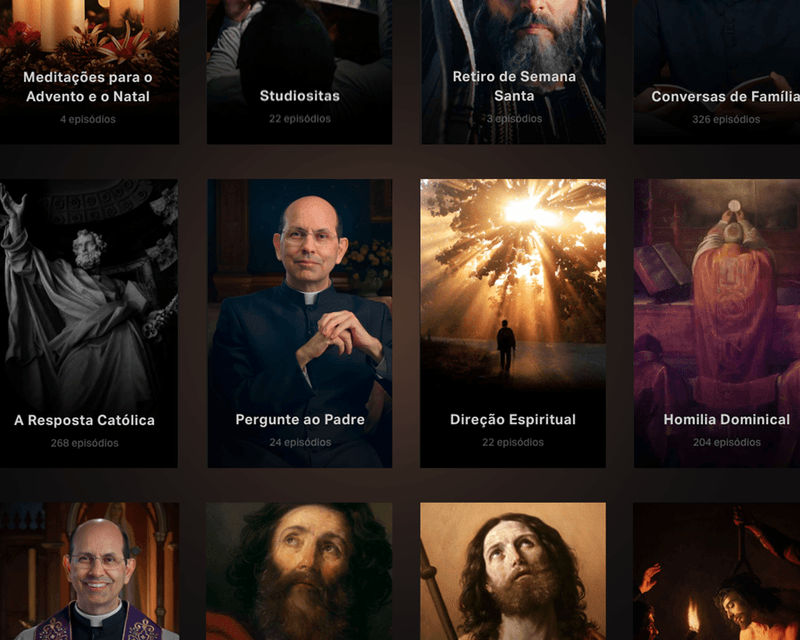 Meditações para o
Advento e o Natal
4 episódios
Studiositas
22 episódios
Retiro de Semana
Santa
3 episódios
Conversas de Família
326 episódios
A Resposta Católica
268 episódios
Pergunte ao Padre
24 episódios
Direção Espiritual
22 episódios
Homilia Dominical
204 episódios